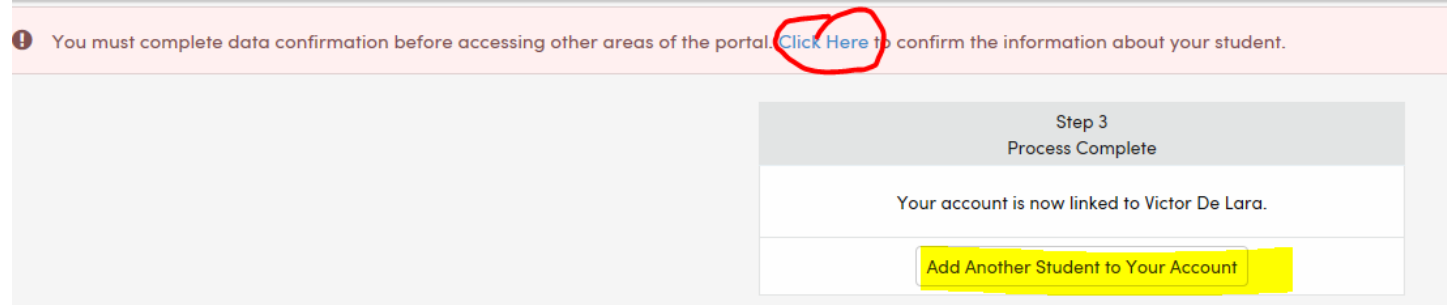 You must complete data confirmation before accessing other areas of the portal. Click Here to confirm the information about your student.
Step 3
Process Complete
Your account is now linked to Victor De Lara.
Add Another Student to Your Account